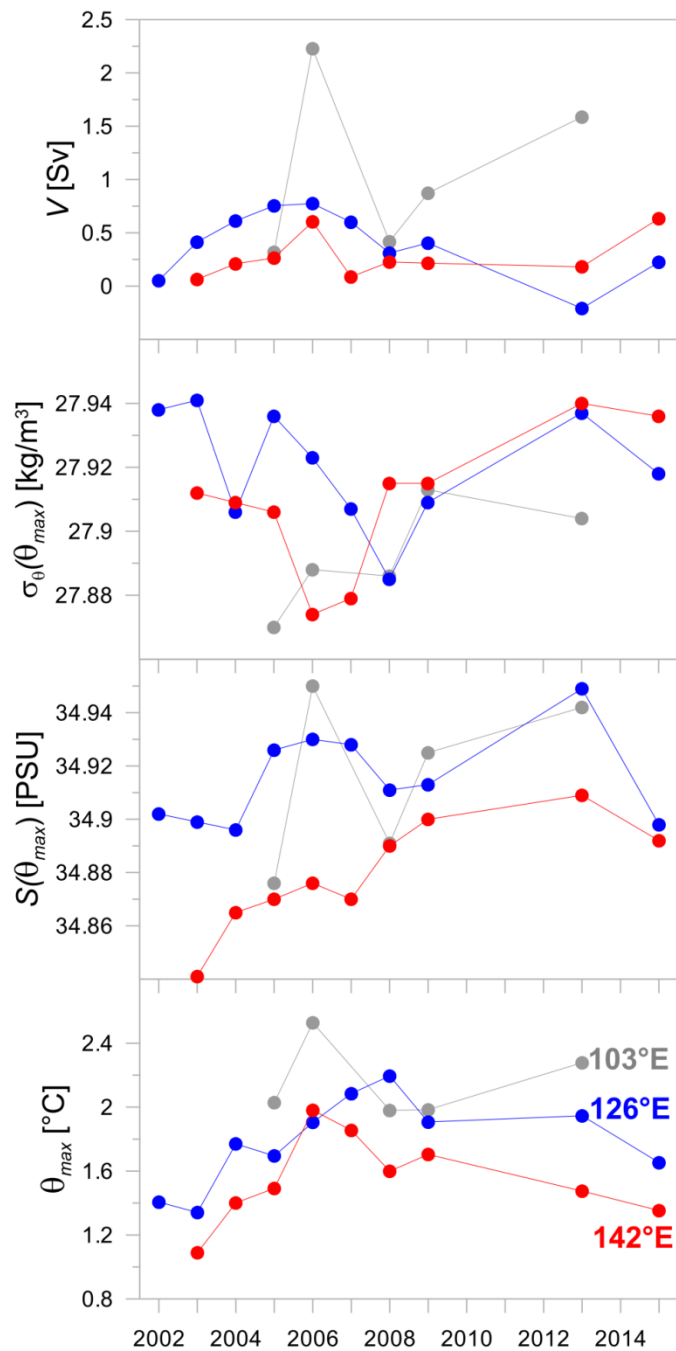 2.5
2
1.5
1
0.5
0
V [Sv]
27.94
27.92
27.9
27.88
σθ(θmax) [kg/m³]
34.94
34.92
34.9
34.88
34.86
S(θmax) [PSU]
2.4
2
1.6
1.2
0.8
θmax [°C]
103°E
126°E
142°E
2002 2004 2006 2008 2010 2012 2014